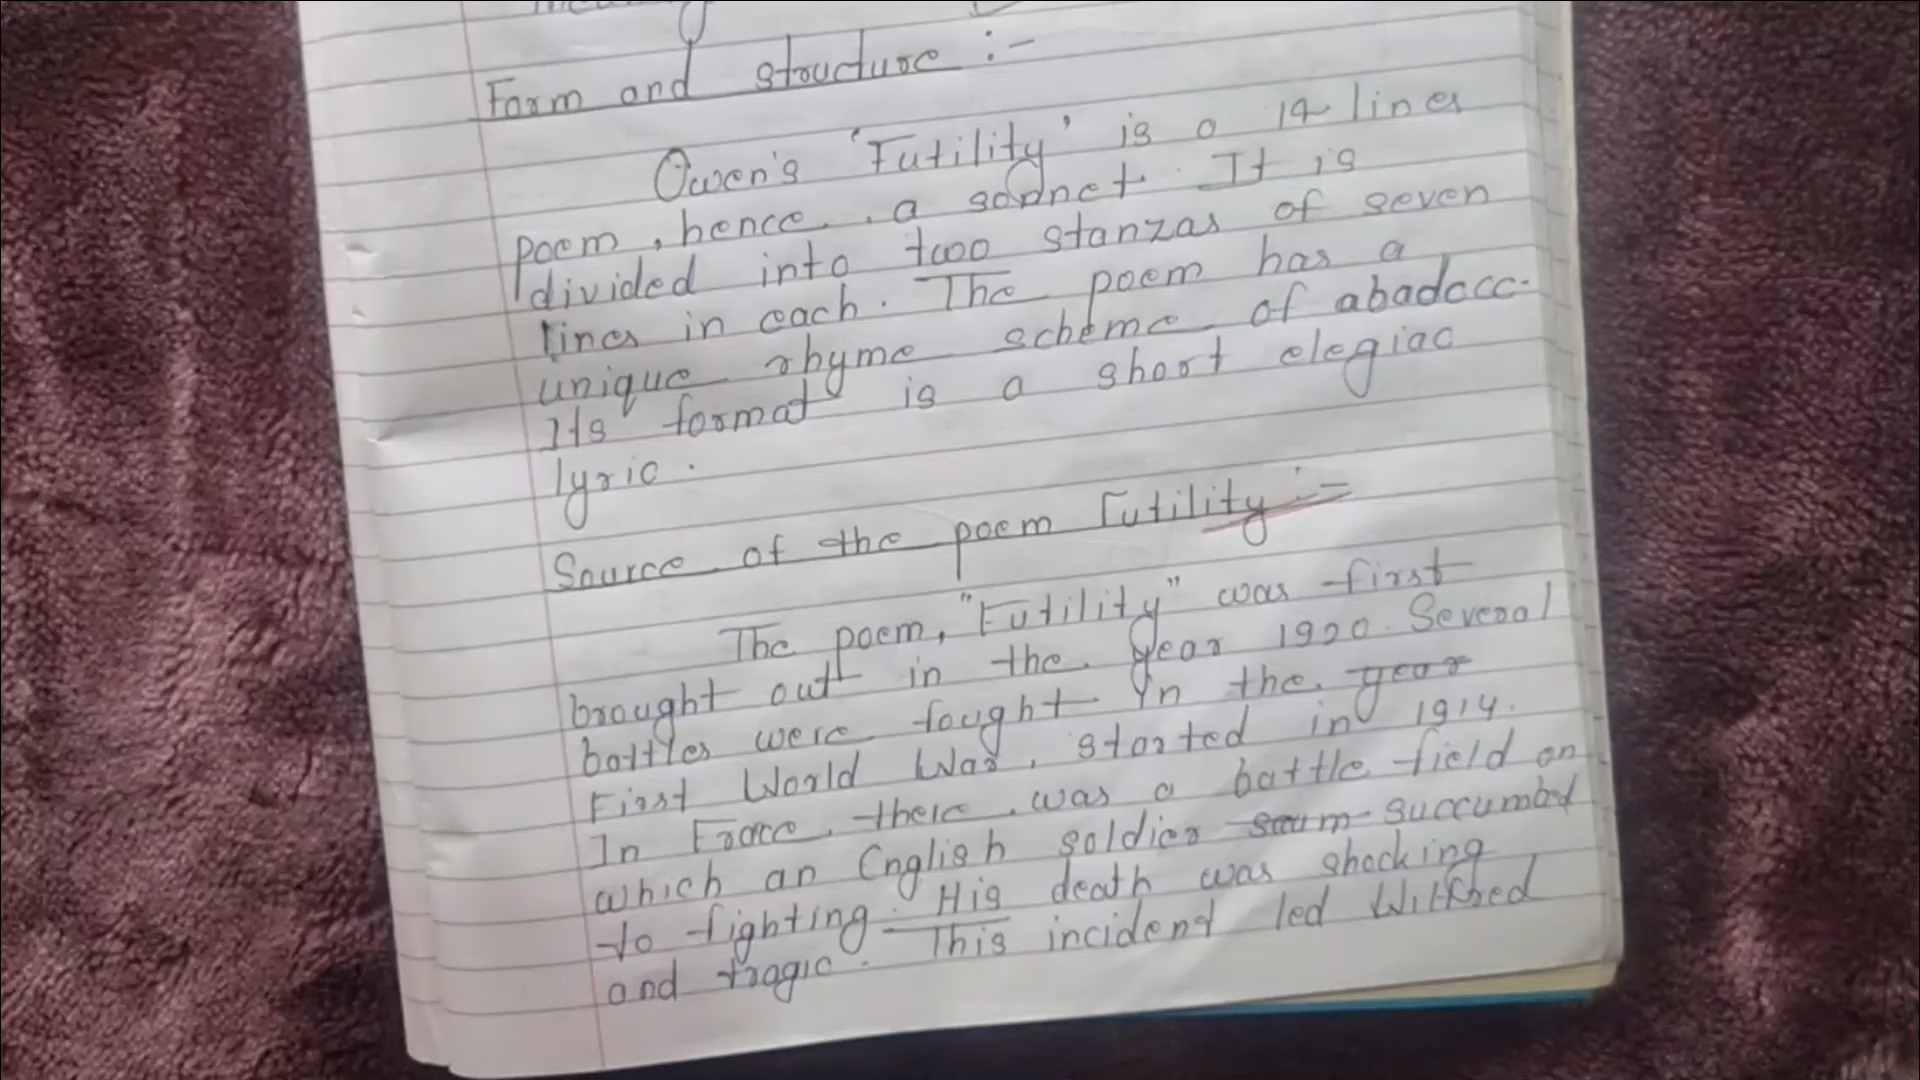 Form and structure :-
Owen's 'Futility' is a 14 lines
poem, hence, a sonnet. It is
divided into two stanzas of seven
lines in each. The poem has a
unique rhyme scheme of abadccc.
Its format is a short elegiac
lyric.
Source of the poem Futility :-
The poem, "Futility" was first
brought out in the year 1920. Several
battles were fought in the year
First World War, started in 1914.
In France, there was a battle field on
which an English soldier scum succumbed
to fighting. His death was shocking
and tragic. This incident led Wilfred